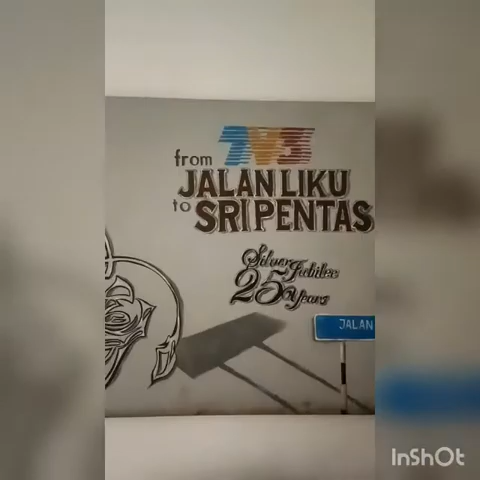 TV3
from
JALAN LIKU
to
SRI PENTAS
Silver Jubilee
25 Years
JALAN
InShOt